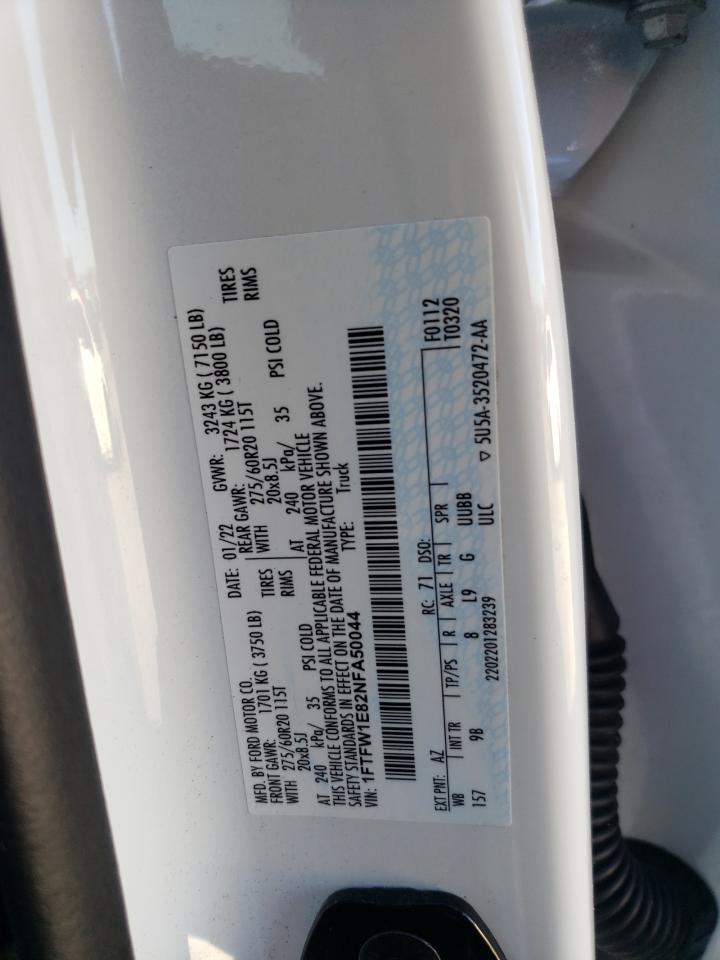 MFD. BY FORD MOTOR CO.
DATE: 01/22 GVWR: 3243 KG ( 7150 LB)
FRONT GAWR: 1701 KG ( 3750 LB) REAR GAWR: 1724 KG ( 3800 LB)
WITH 275/60R20 115T TIRES WITH 275/60R20 115T TIRES
20x8.5J RIMS 20x8.5J RIMS
AT 240 kPa/ 35 PSI COLD AT 240 kPa/ 35 PSI COLD
THIS VEHICLE CONFORMS TO ALL APPLICABLE FEDERAL MOTOR VEHICLE
SAFETY STANDARDS IN EFFECT ON THE DATE OF MANUFACTURE SHOWN ABOVE.
VIN: 1FTFW1E82NFA50044 TYPE: Truck
F0112
EXT PNT: AZ RC: 71 DSO: T0320
WB INT TR TP/PS R AXLE TR SPR
157 9B 8 L9 G UUBB
2202201283239 ULC ▽ 5U5A-3520472-AA